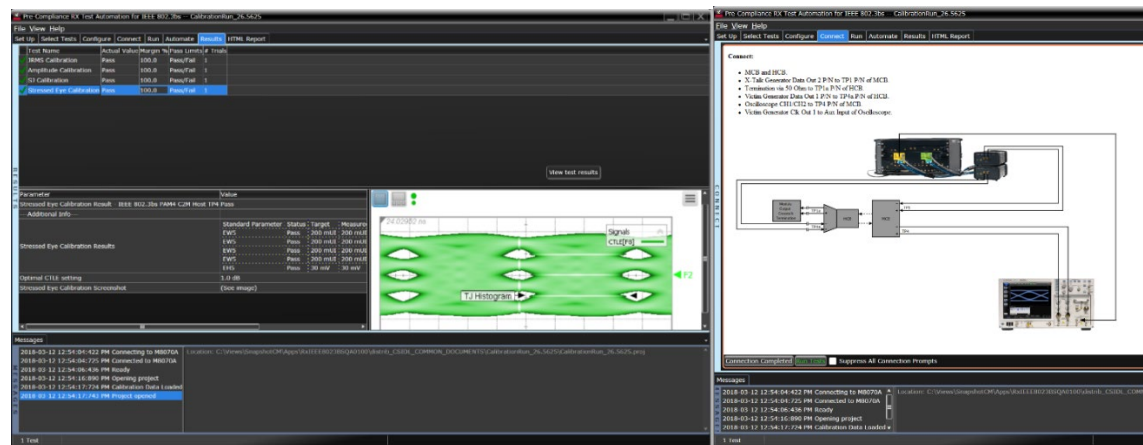 Pre-Compliance RX Test Automation for IEEE 802.3bs -- CalibrationRun_26.5625
File View Help
Set Up Select Tests Configure Connect Run Automate Results HTML Report
Test Name Actual Value Margin % Pass Limits # Trials
IRMS Calibration Pass 100.0 Pass/Fail 1
Amplitude Calibration Pass 100.0 Pass/Fail 1
SJ Calibration Pass 100.0 Pass/Fail 1
Stressed Eye Calibration Pass 100.0 Pass/Fail 1
View test results
Parameter Value
Stressed Eye Calibration Result - IEEE 802.3bs PAM4 C2M Host TP4 Pass
Additional Info
Standard Parameter Status Target
Stressed Eye Calibration Results
EW5 Pass 200 mUI 200 mUI
EW5 Pass 200 mUI 200 mUI
EW5 Pass 200 mUI 200 mUI
EW5 Pass 200 mUI 200 mUI
EH5 Pass 30 mV 30 mV
Optimal CTLE setting 1.0 dB
Stressed Eye Calibration Screenshot (See image)
Signals
CTLE[F8]
F2
TJ Histogram
Messages
2018-03-12 12:54:04:422 PM Connecting to M8070A
2018-03-12 12:54:04:725 PM Connected to M8070A
2018-03-12 12:54:06:436 PM Ready
2018-03-12 12:54:16:890 PM Opening project
2018-03-12 12:54:17:724 PM Calibration Data Loaded
2018-03-12 12:54:17:743 PM Project opened
1 Test
Pre-Compliance RX Test Automation for IEEE 802.3bs -- CalibrationRun_26.5625
File View Help
Set Up Select Tests Configure Connect Run Automate Results HTML Report
CONNECT
Connect:
• MCB and HCB.
• X-Talk Generator Data Out 2 P/N to TP1 P/N of MCB.
• Termination via 50 Ohm to TP1a P/N of HCB
• Victim Generator Data Out 1 P/N to TP4a P/N of HCB.
• Oscilloscope CH1/CH2 to TP4 P/N of MCB.
• Victim Generator Clk Out 1 to Aux Input of Oscilloscope.
Connection Completed Run Tests Suppress All Connection Prompts
Messages
2018-03-12 12:54:04:422 PM Connecting to M8070A
2018-03-12 12:54:04:725 PM Connected to M8070A
2018-03-12 12:54:06:436 PM Ready
2018-03-12 12:54:16:890 PM Opening project
2018-03-12 12:54:17:724 PM Calibration Data Loaded
1 Test